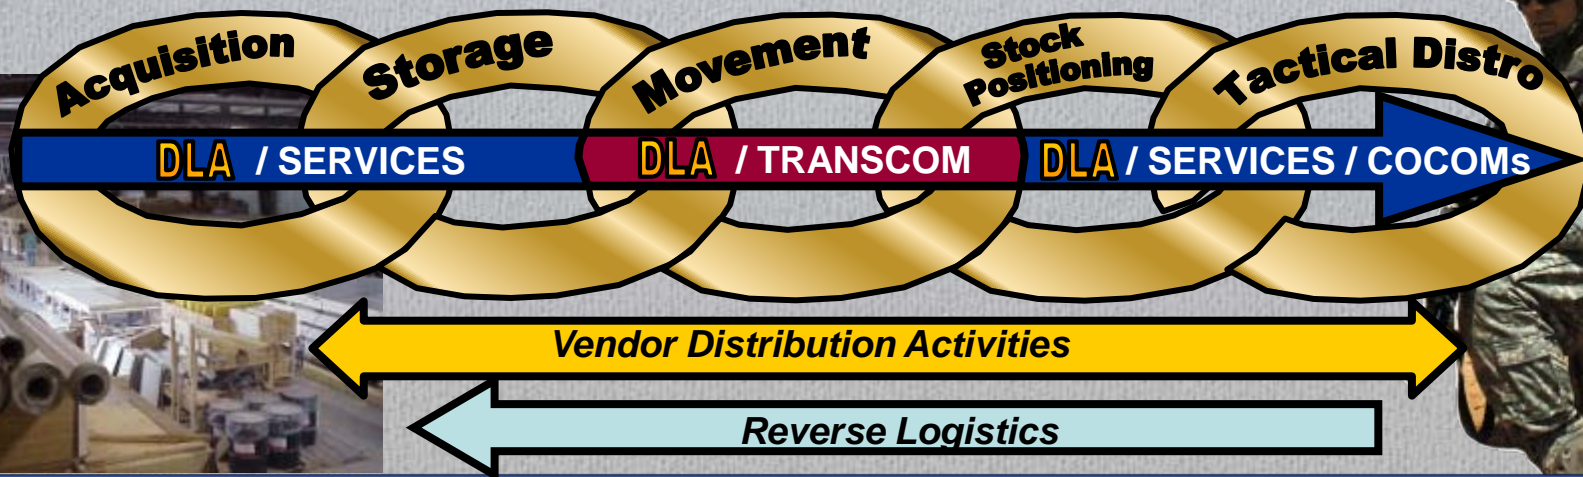 Acquisition
Storage
Movement
Stock
Positioning
Tactical Distro
DLA / SERVICES
DLA / TRANSCOM
DLA / SERVICES / COCOMs
Vendor Distribution Activities
Reverse Logistics